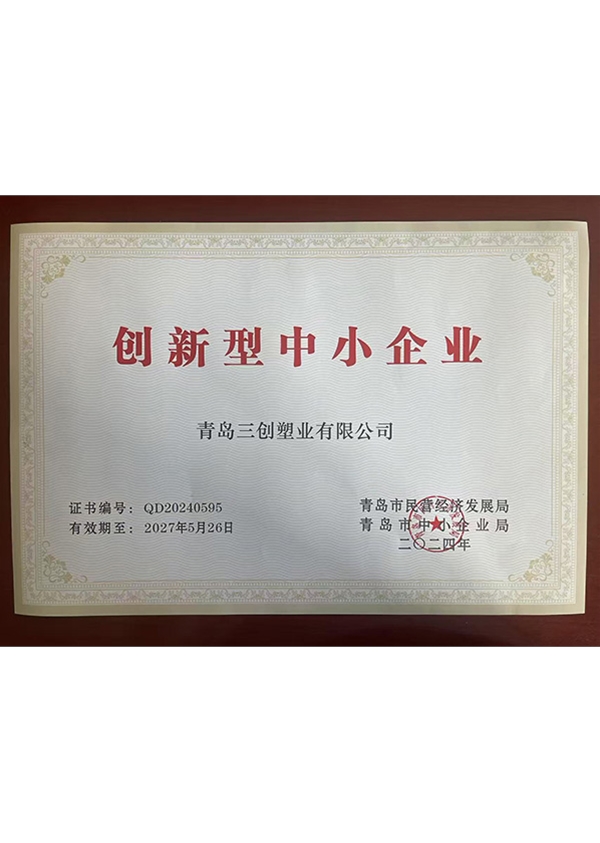 创新型中小企业
青岛三创塑业有限公司
证书编号：QD20240595
有效期至：2027年5月26日
青岛市民营经济发展局
青岛市中小企业局
二〇二四年